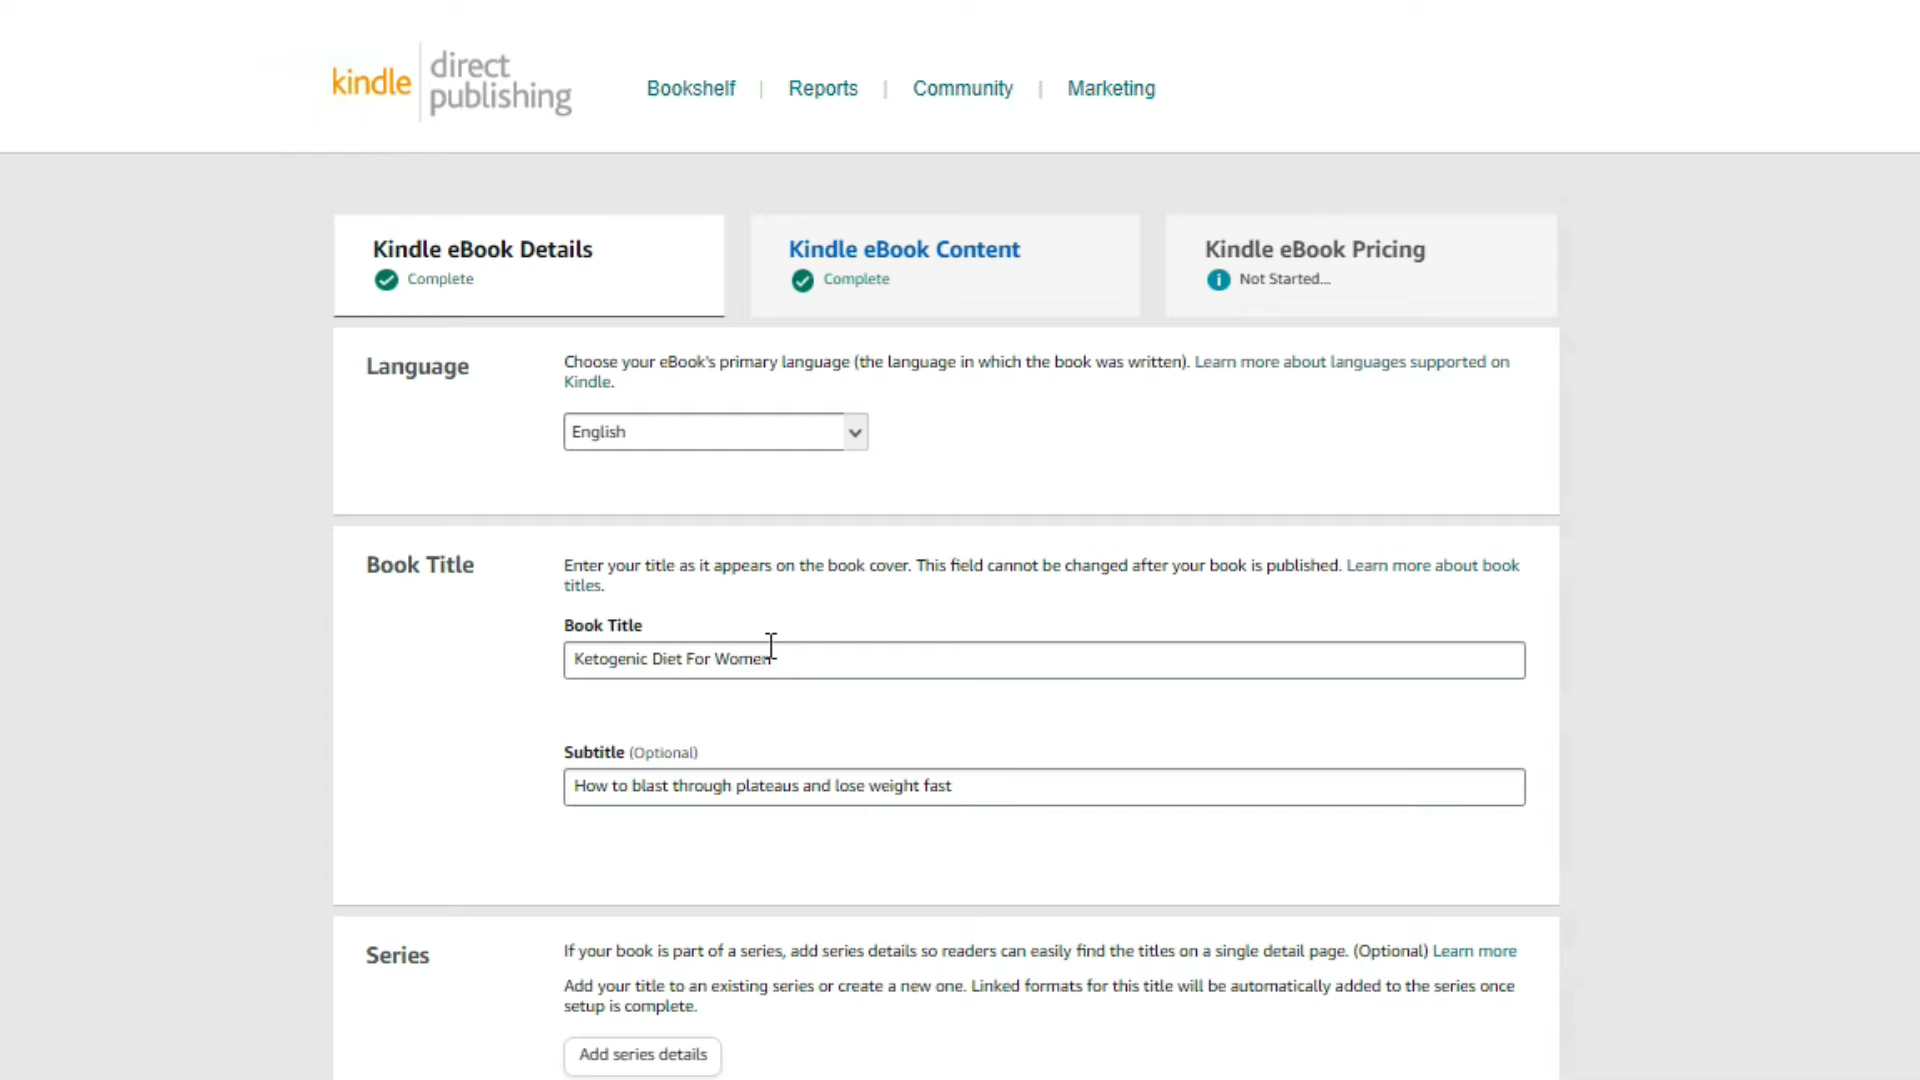 kindle direct publishing
Bookshelf | Reports | Community | Marketing
Kindle eBook Details
Complete
Kindle eBook Content
Complete
Kindle eBook Pricing
Not Started...
Language
Choose your eBook's primary language (the language in which the book was written). Learn more about languages supported on
Kindle.
English
Book Title
Enter your title as it appears on the book cover. This field cannot be changed after your book is published. Learn more about book
titles.
Book Title
Ketogenic Diet For Women
Subtitle (Optional)
How to blast through plateaus and lose weight fast
Series
If your book is part of a series, add series details so readers can easily find the titles on a single detail page. (Optional) Learn more
Add your title to an existing series or create a new one. Linked formats for this title will be automatically added to the series once
setup is complete.
Add series details